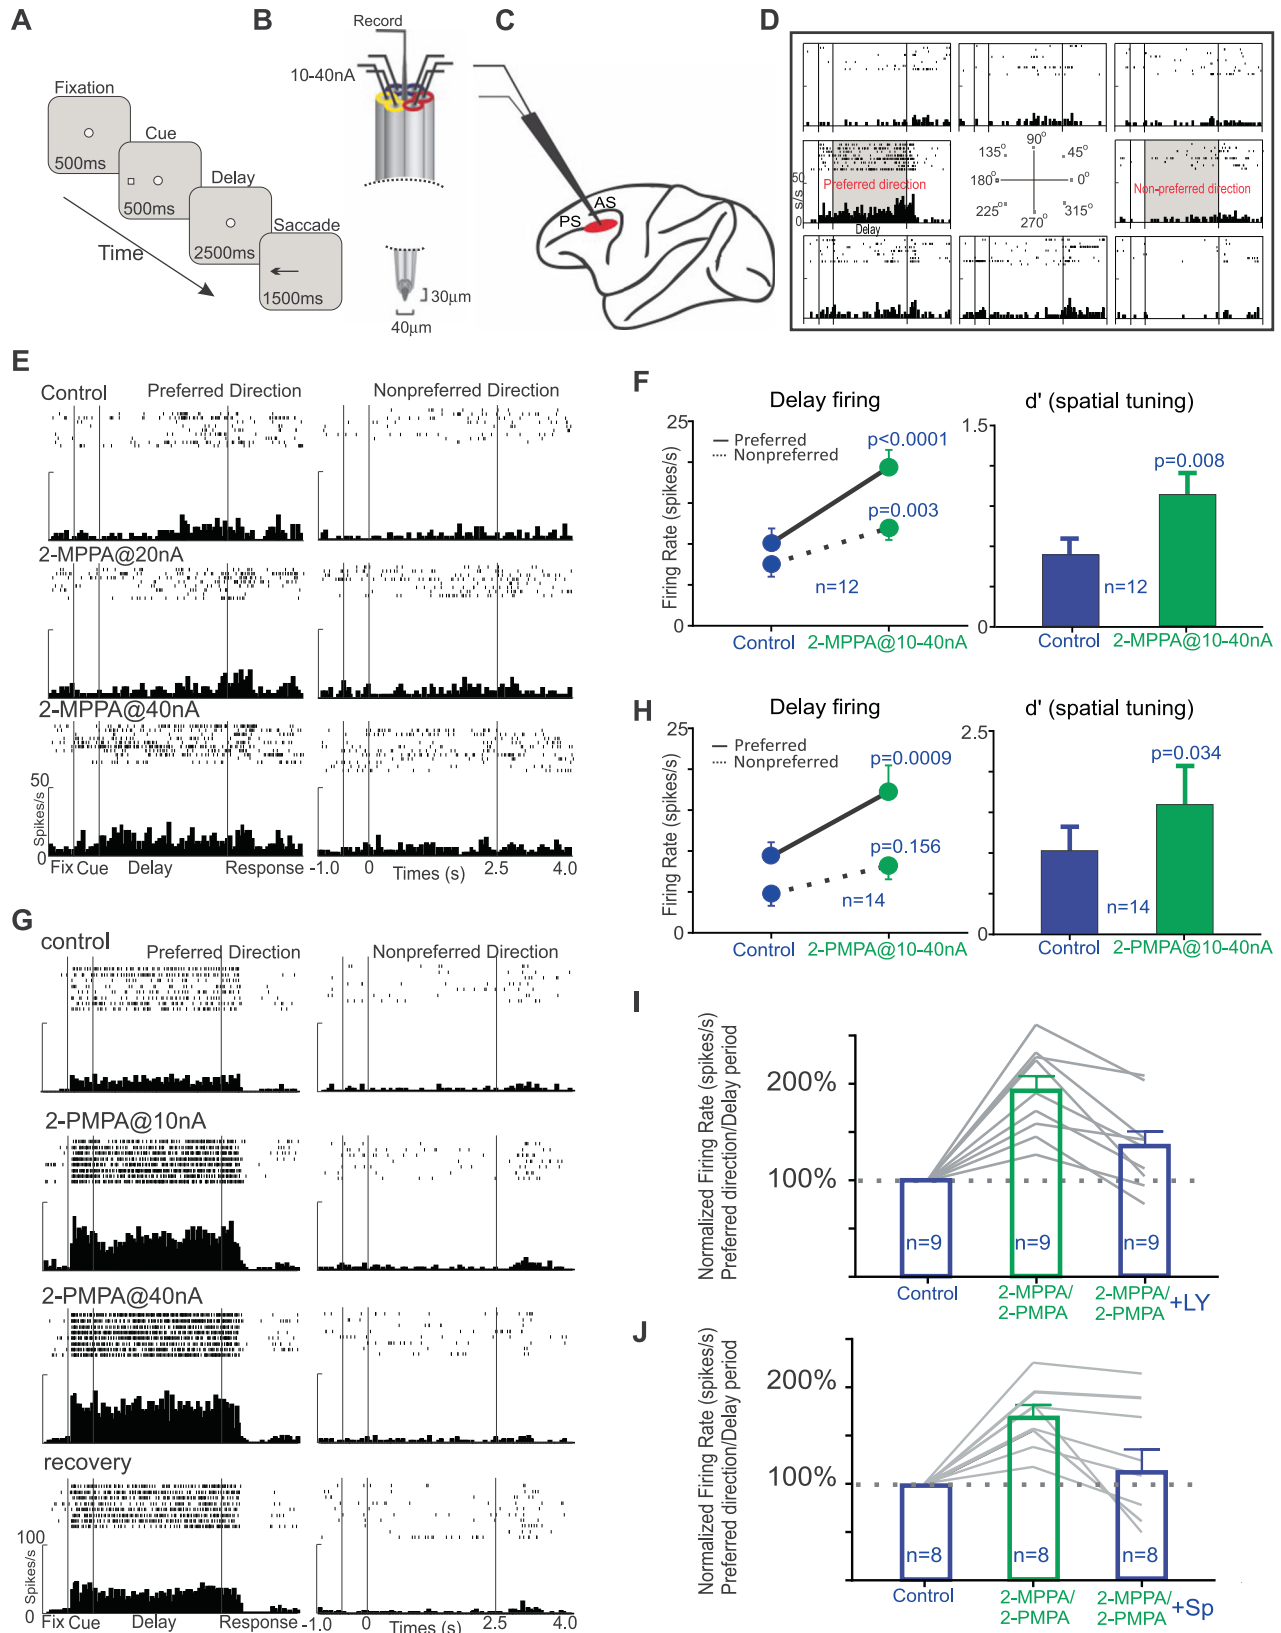 A
Fixation
500ms
Cue
500ms
Delay
2500ms
Saccade
1500ms
Time
B
Record
10-40nA
30μm
40μm
C
AS
PS
D
Preferred direction
50
s/s
0
Delay
90°
135°
45°
180°
0°
225°
315°
270°
Non-preferred direction
E
Control
Preferred Direction
Nonpreferred Direction
2-MPPA@20nA
2-MPPA@40nA
50
Spikes/s
0
Fix Cue Delay Response
-1.0 0 Times (s) 2.5 4.0
F
Delay firing
25
Firing Rate (spikes/s)
0
Preferred
Nonpreferred
p<0.0001
p=0.003
n=12
Control 2-MPPA@10-40nA
d' (spatial tuning)
1.5
0
p=0.008
n=12
Control 2-MPPA@10-40nA
G
control
Preferred Direction
Nonpreferred Direction
2-PMPA@10nA
2-PMPA@40nA
recovery
100
Spikes/s
0
Fix Cue Delay Response
-1.0 0 Times (s) 2.5 4.0
H
Delay firing
25
Firing Rate (spikes/s)
0
Preferred
Nonpreferred
p=0.0009
p=0.156
n=14
Control 2-PMPA@10-40nA
d' (spatial tuning)
2.5
0
p=0.034
n=14
Control 2-PMPA@10-40nA
I
Normalized Firing Rate (spikes/s)
Preferred direction/Delay period
200%
100%
n=9
n=9
n=9
Control
2-MPPA/
2-PMPA
2-MPPA/
2-PMPA
+LY
J
Normalized Firing Rate (spikes/s)
Preferred direction/Delay period
200%
100%
n=8
n=8
n=8
Control
2-MPPA/
2-PMPA
2-MPPA/
2-PMPA
+Sp